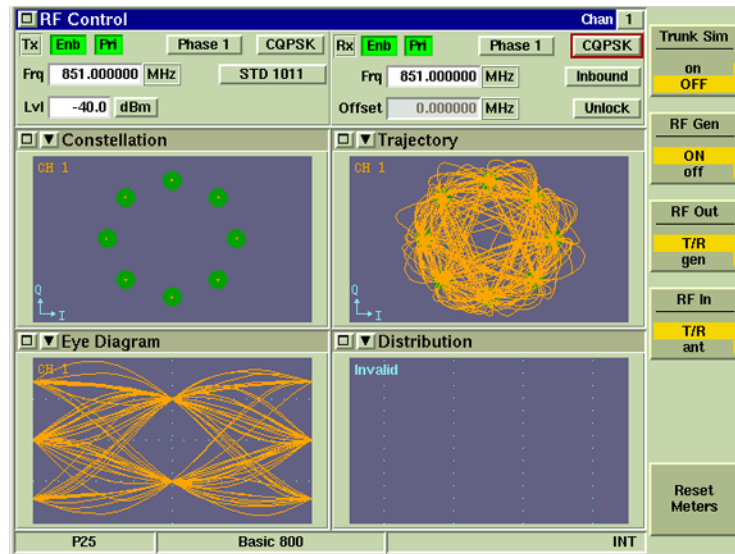 RF Control Chan 1
Tx Enb Pri Phase 1 CQPSK
Frq 851.000000 MHz STD 1011
Lvl -40.0 dBm
Rx Enb Pri Phase 1 CQPSK
Frq 851.000000 MHz Inbound
Offset 0.000000 MHz Unlock
Constellation
CH 1
Q
I
Trajectory
CH 1
Q
I
Eye Diagram
CH 1
Distribution
Invalid
P25 Basic 800 INT
Trunk Sim
on
OFF
RF Gen
ON
off
RF Out
T/R
gen
RF In
T/R
ant
Reset
Meters